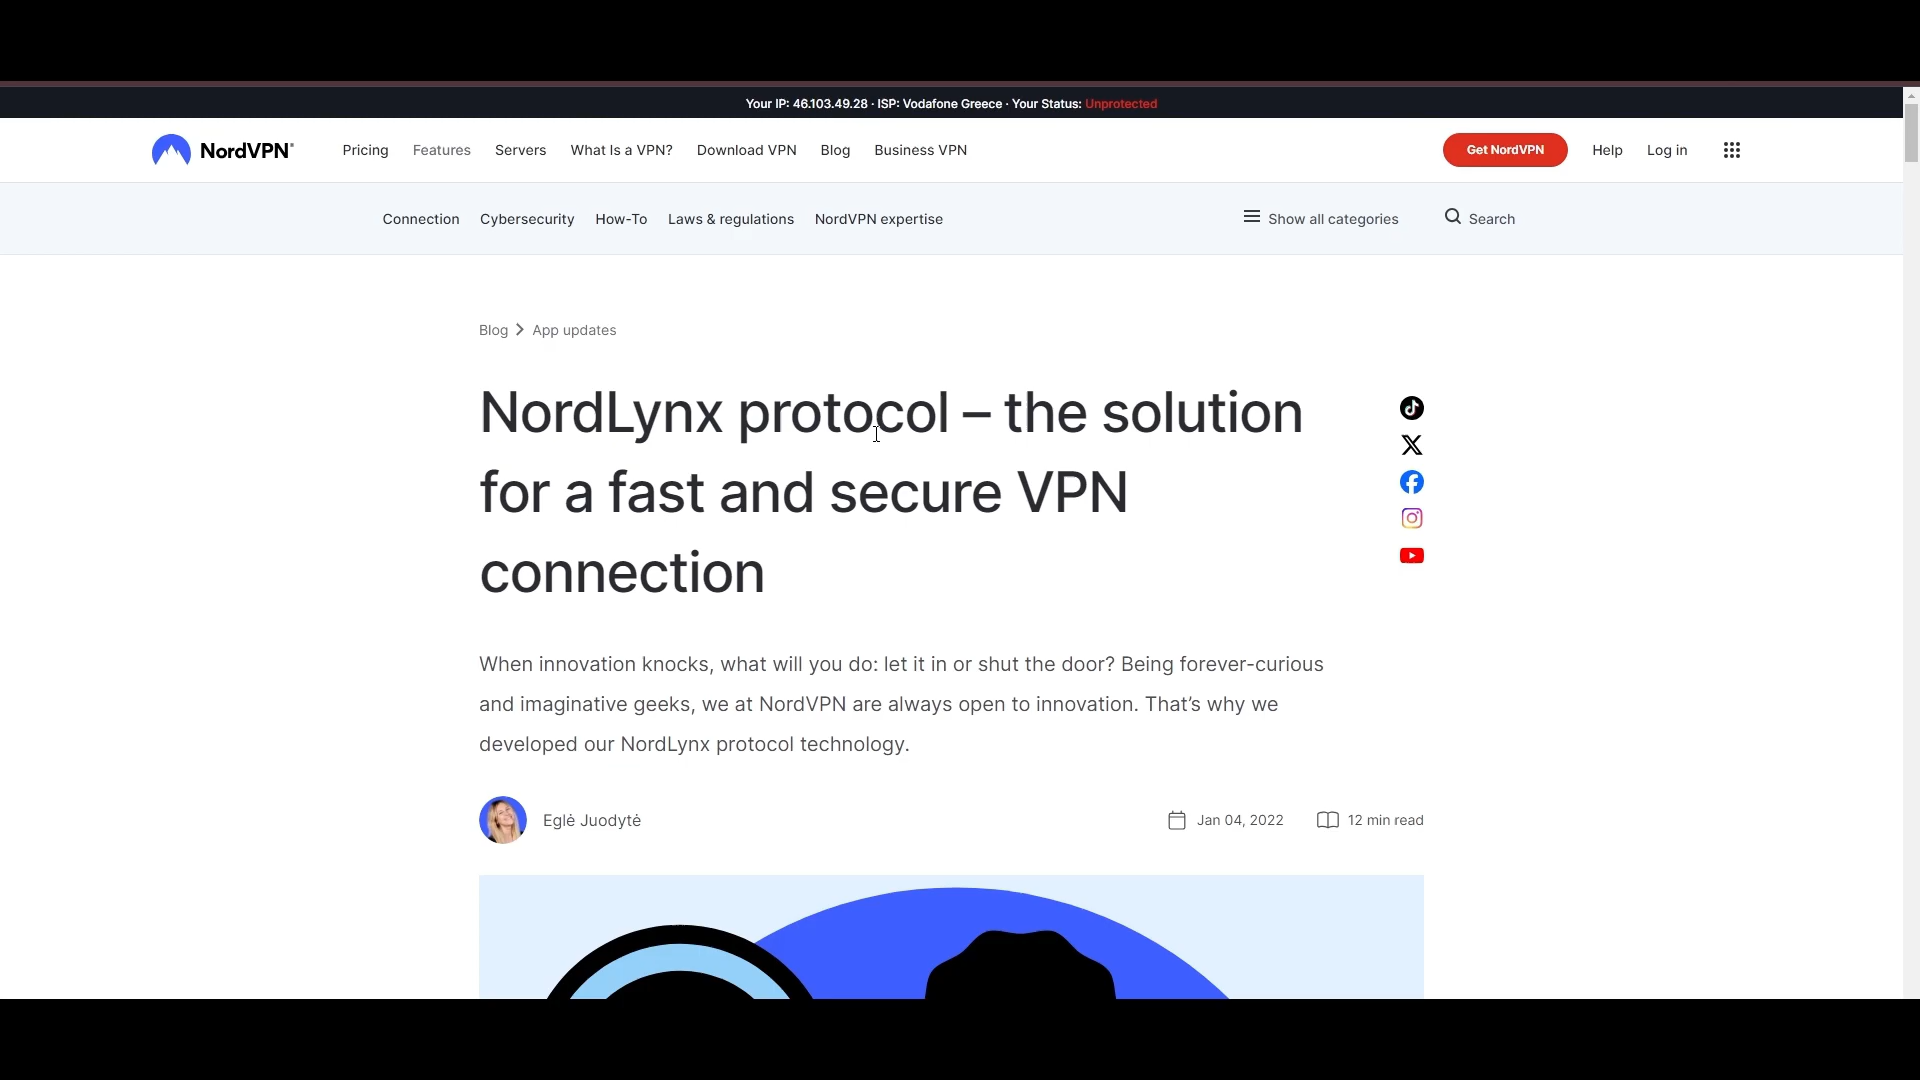 Your IP: 46.103.49.28 · ISP: Vodafone Greece · Your Status: Unprotected
NordVPN®
Pricing
Features
Servers
What Is a VPN?
Download VPN
Blog
Business VPN
Get NordVPN
Help
Log in
Connection
Cybersecurity
How-To
Laws & regulations
NordVPN expertise
Show all categories
Search
Blog
App updates
NordLynx protocol – the solution
for a fast and secure VPN
connection
When innovation knocks, what will you do: let it in or shut the door? Being forever-curious
and imaginative geeks, we at NordVPN are always open to innovation. That’s why we
developed our NordLynx protocol technology.
Eglė Juodytė
Jan 04, 2022
12 min read